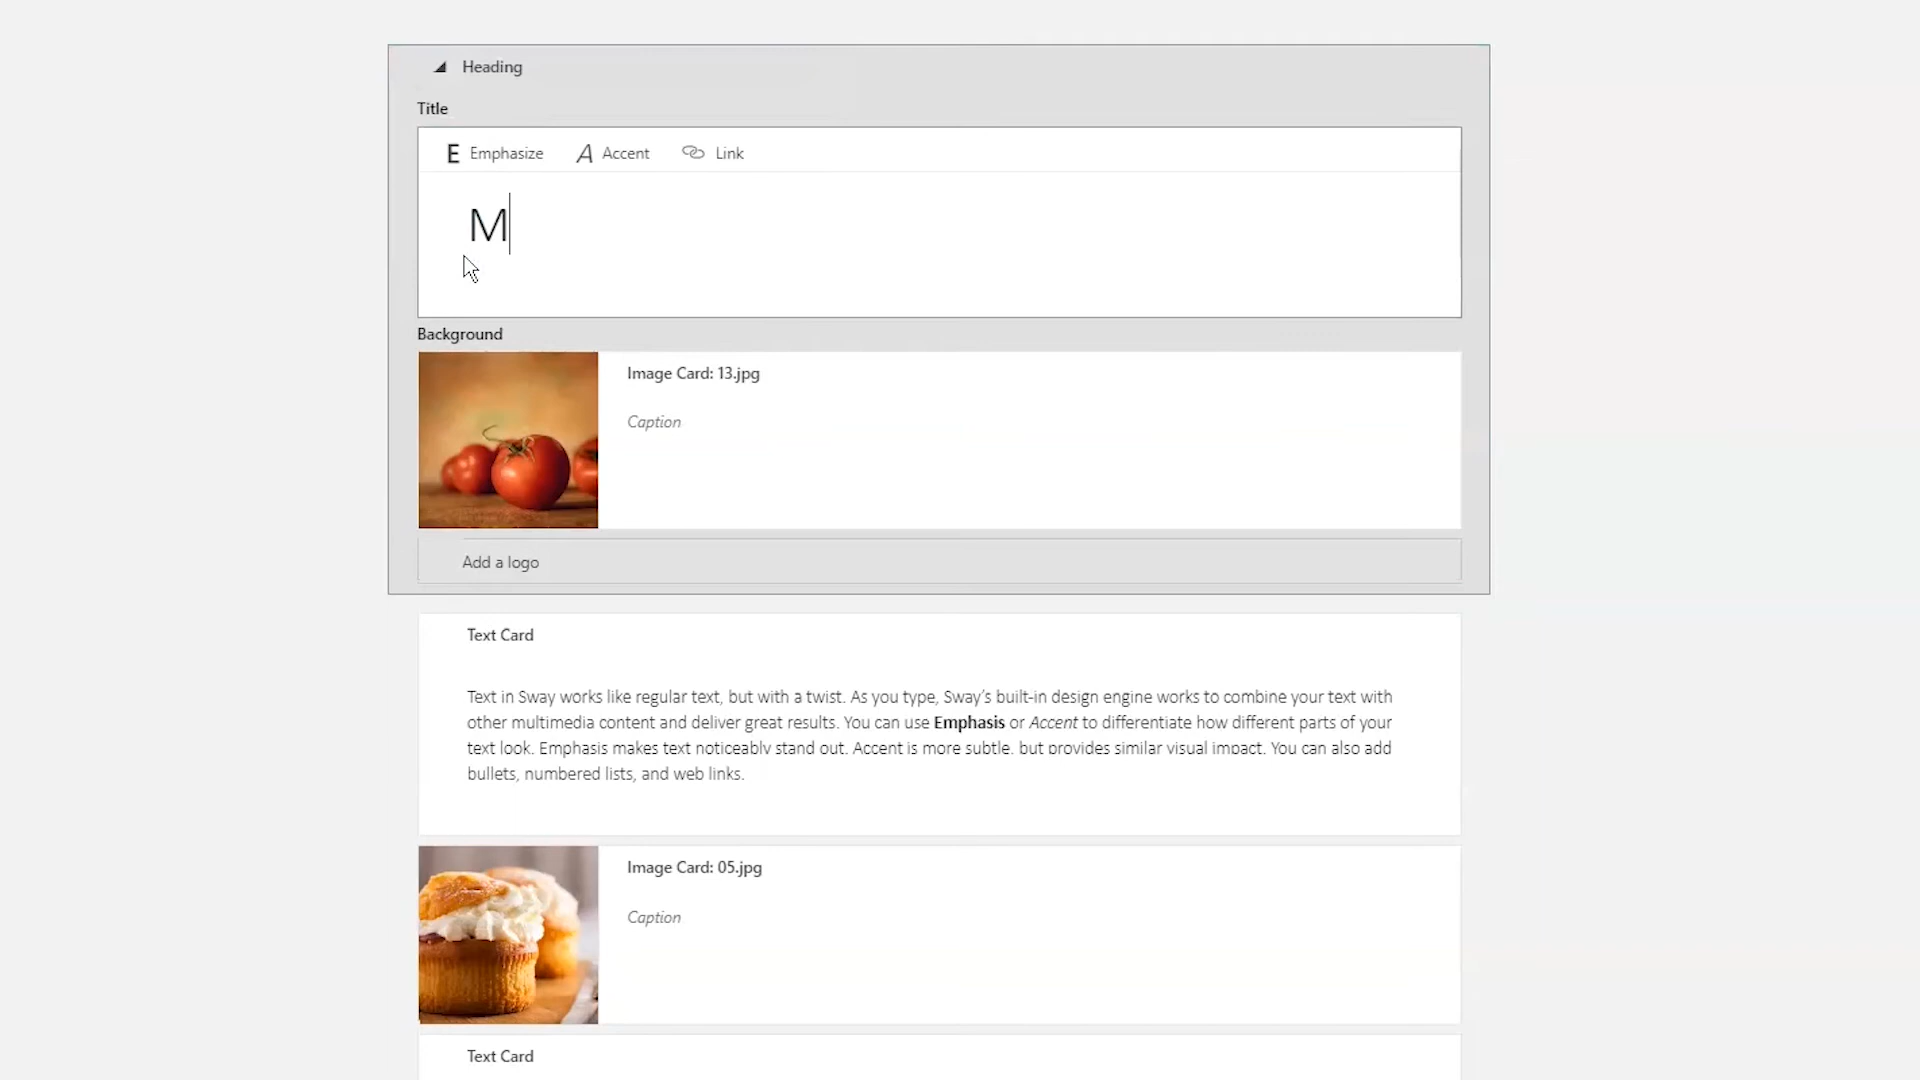 Heading
Title
E Emphasize A Accent Link
M
Background
Image Card: 13.jpg
Caption
Add a logo
Text Card
Text in Sway works like regular text, but with a twist. As you type, Sway’s built-in design engine works to combine your text with
other multimedia content and deliver great results. You can use Emphasis or Accent to differentiate how different parts of your
text look. Emphasis makes text noticeably stand out. Accent is more subtle, but provides similar visual impact. You can also add
bullets, numbered lists, and web links.
Image Card: 05.jpg
Caption
Text Card